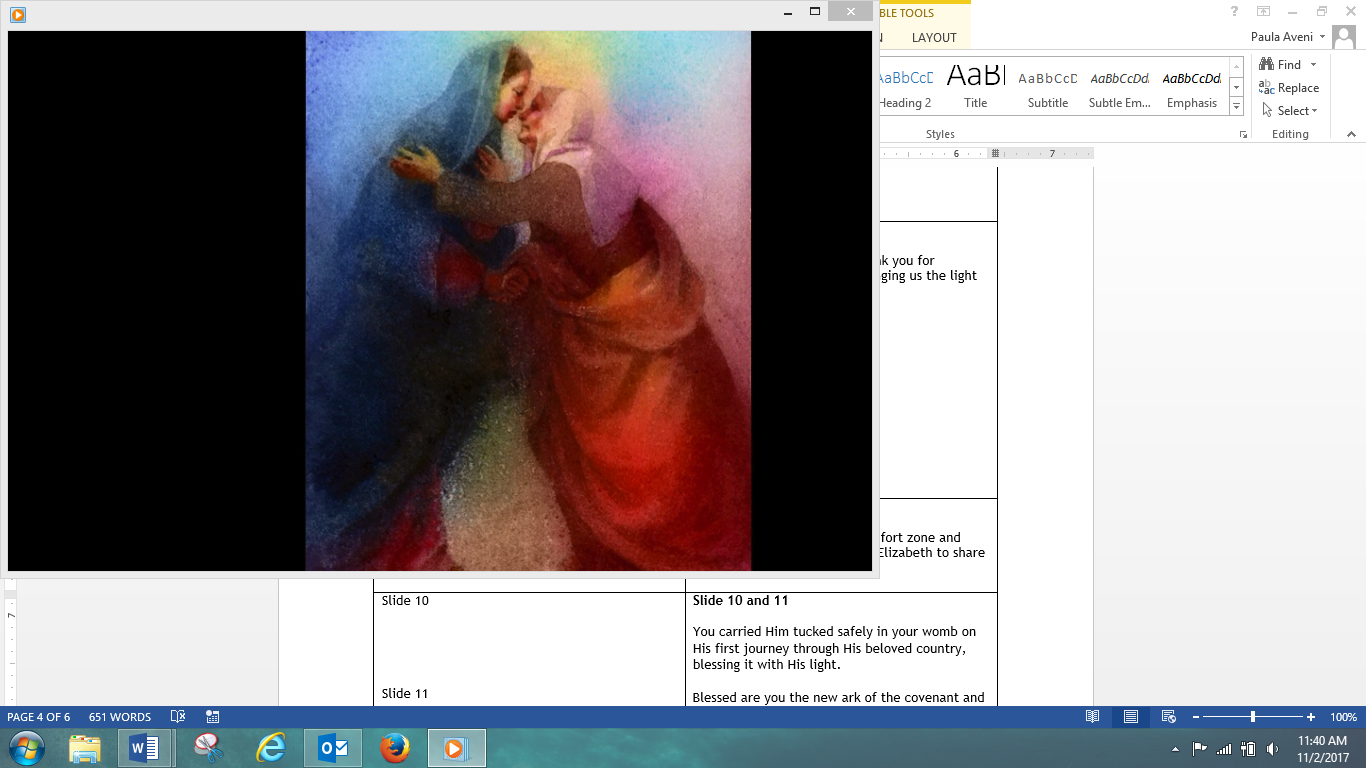 BLE TOOLS
LAYOUT
Paula Aveni
AaBbCcD
AaBb
AaBbCcD
AaBbCcDd
AaBbCcDd
Heading 2
Title
Subtitle
Subtle Em...
Emphasis
Styles
Find
Replace
Select
Editing
6
7
k you for
ging us the light
fort zone and
Elizabeth to share
7
Slide 10
Slide 10 and 11
You carried Him tucked safely in your womb on
His first journey through His beloved country,
blessing it with His light.
Slide 11
Blessed are you the new ark of the covenant and
PAGE 4 OF 6
651 WORDS
100%
11:40 AM
11/2/2017